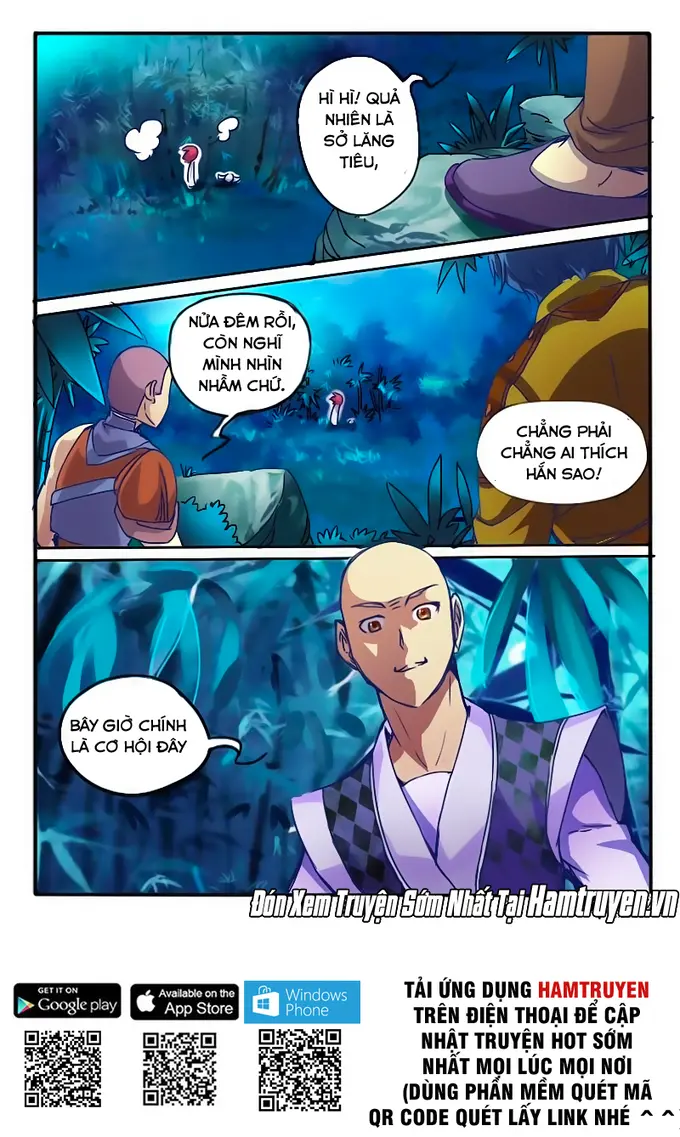 HÌ HÌ! QUẢ
NHIÊN LÀ
SỞ LĂNG
TIÊU,
NỬA ĐÊM RỒI,
CÒN NGHĨ
MÌNH NHÌN
NHẦM CHỨ.
CHẲNG PHẢI
CHẲNG AI THÍCH
HẮN SAO!
BÂY GIỜ CHÍNH
LÀ CƠ HỘI ĐÂY
Đón Xem Truyện Sớm Nhất Tại Hamtruyen.vn
GET IT ON
Google play
Available on the
App Store
Windows
Phone
TẢI ỨNG DỤNG HAMTRUYEN
TRÊN ĐIỆN THOẠI ĐỂ CẬP
NHẬT TRUYỆN HOT SỚM
NHẤT MỌI LÚC MỌI NƠI
(DÙNG PHẦN MỀM QUÉT MÃ
QR CODE QUÉT LẤY LINK NHÉ ^ ^)